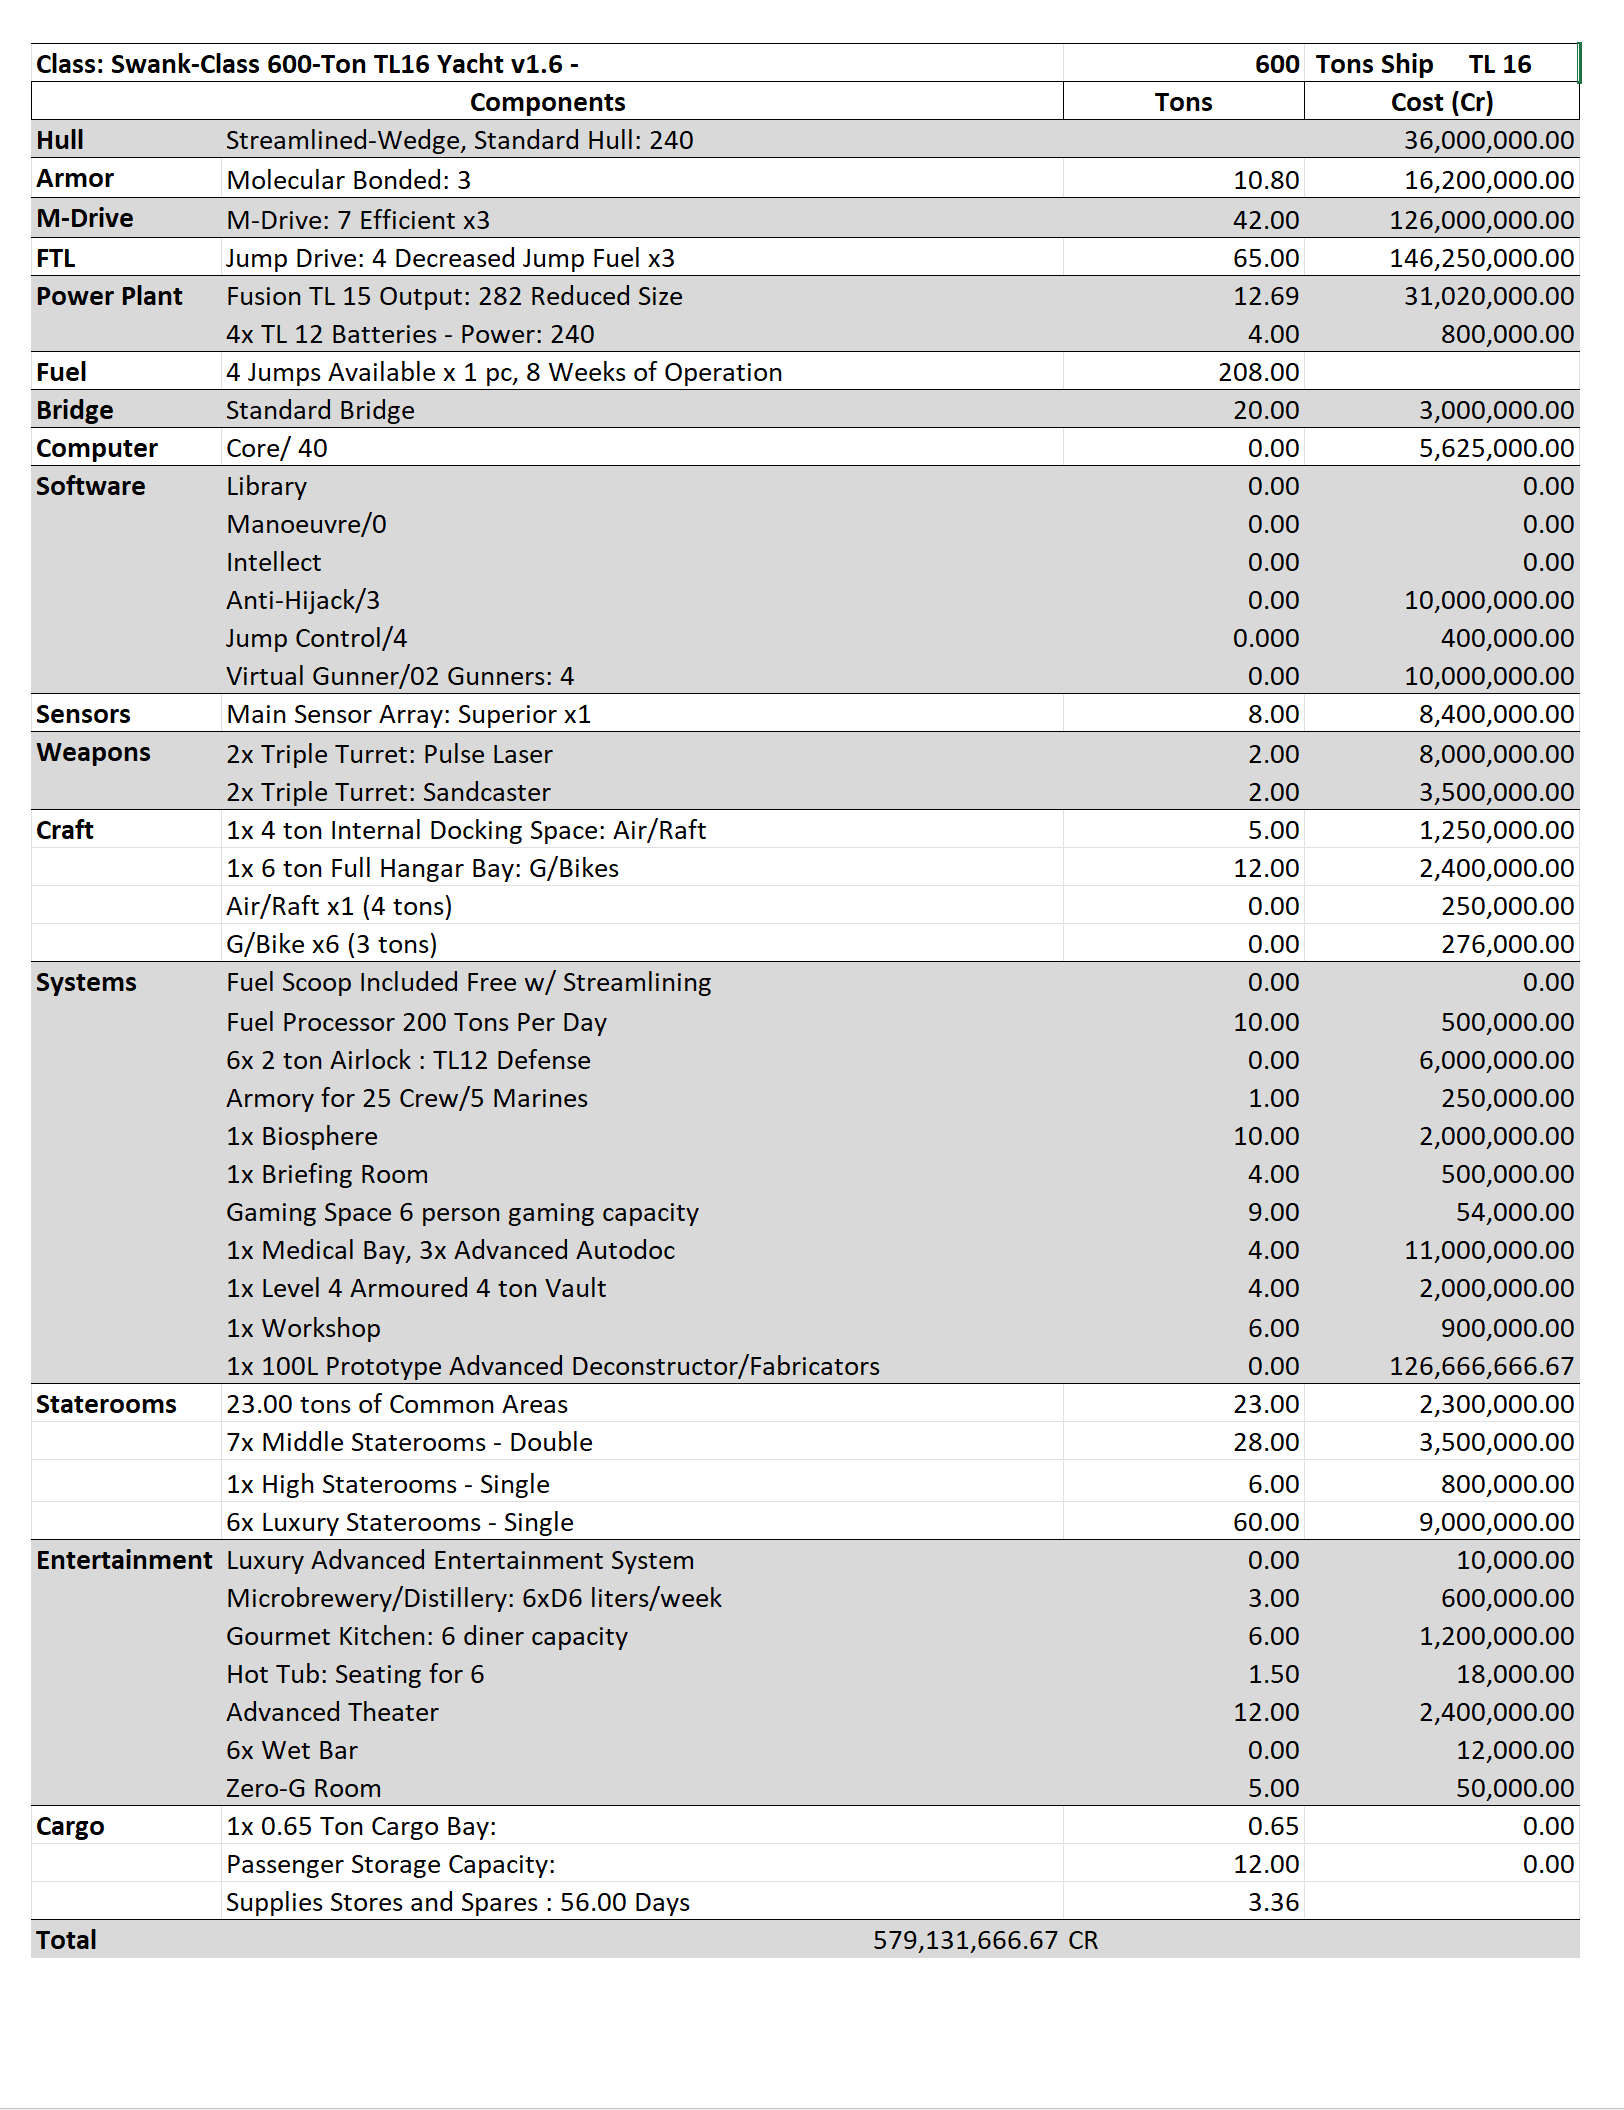 Class: Swank-Class 600-Ton TL16 Yacht v1.6 - 600 Tons Ship TL 16
Components Tons Cost (Cr)
Hull Streamlined-Wedge, Standard Hull: 240 36,000,000.00
Armor Molecular Bonded: 3 10.80 16,200,000.00
M-Drive M-Drive: 7 Efficient x3 42.00 126,000,000.00
FTL Jump Drive: 4 Decreased Jump Fuel x3 65.00 146,250,000.00
Power Plant Fusion TL 15 Output: 282 Reduced Size 12.69 31,020,000.00
4x TL 12 Batteries - Power: 240 4.00 800,000.00
Fuel 4 Jumps Available x 1 pc, 8 Weeks of Operation 208.00
Bridge Standard Bridge 20.00 3,000,000.00
Computer Core/ 40 0.00 5,625,000.00
Software Library 0.00 0.00
Manoeuvre/0 0.00 0.00
Intellect 0.00 0.00
Anti-Hijack/3 0.00 10,000,000.00
Jump Control/4 0.000 400,000.00
Virtual Gunner/02 Gunners: 4 0.00 10,000,000.00
Sensors Main Sensor Array: Superior x1 8.00 8,400,000.00
Weapons 2x Triple Turret: Pulse Laser 2.00 8,000,000.00
2x Triple Turret: Sandcaster 2.00 3,500,000.00
Craft 1x 4 ton Internal Docking Space: Air/Raft 5.00 1,250,000.00
1x 6 ton Full Hangar Bay: G/Bikes 12.00 2,400,000.00
Air/Raft x1 (4 tons) 0.00 250,000.00
G/Bike x6 (3 tons) 0.00 276,000.00
Systems Fuel Scoop Included Free w/ Streamlining 0.00 0.00
Fuel Processor 200 Tons Per Day 10.00 500,000.00
6x 2 ton Airlock : TL12 Defense 0.00 6,000,000.00
Armory for 25 Crew/5 Marines 1.00 250,000.00
1x Biosphere 10.00 2,000,000.00
1x Briefing Room 4.00 500,000.00
Gaming Space 6 person gaming capacity 9.00 54,000.00
1x Medical Bay, 3x Advanced Autodoc 4.00 11,000,000.00
1x Level 4 Armoured 4 ton Vault 4.00 2,000,000.00
1x Workshop 6.00 900,000.00
1x 100L Prototype Advanced Deconstructor/Fabricators 0.00 126,666,666.67
Staterooms 23.00 tons of Common Areas 23.00 2,300,000.00
7x Middle Staterooms - Double 28.00 3,500,000.00
1x High Staterooms - Single 6.00 800,000.00
6x Luxury Staterooms - Single 60.00 9,000,000.00
Entertainment Luxury Advanced Entertainment System 0.00 10,000.00
Microbrewery/Distillery: 6xD6 liters/week 3.00 600,000.00
Gourmet Kitchen: 6 diner capacity 6.00 1,200,000.00
Hot Tub: Seating for 6 1.50 18,000.00
Advanced Theater 12.00 2,400,000.00
6x Wet Bar 0.00 12,000.00
Zero-G Room 5.00 50,000.00
Cargo 1x 0.65 Ton Cargo Bay: 0.65 0.00
Passenger Storage Capacity: 12.00 0.00
Supplies Stores and Spares : 56.00 Days 3.36
Total 579,131,666.67 CR